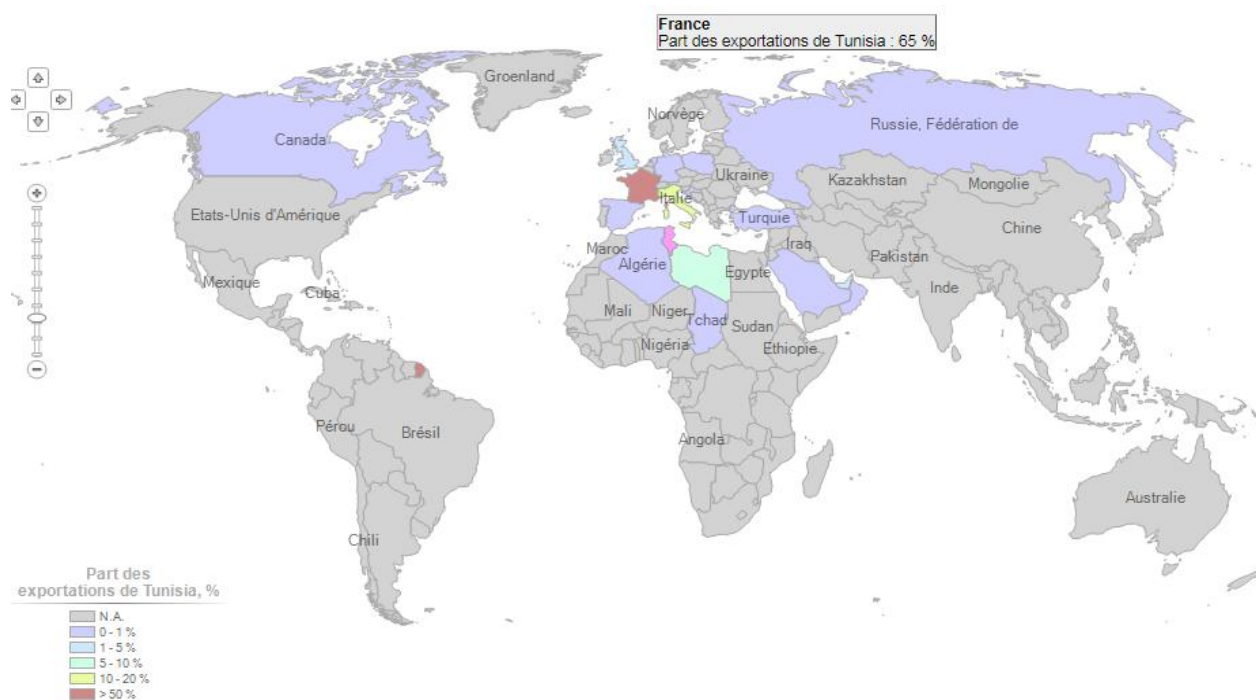 France
Part des exportations de Tunisia : 65 %
Groenland
Norvège
Canada
Russie, Fédération de
Ukraine
Kazakhstan
Mongolie
Italie
Etats-Unis d'Amérique
Turquie
Chine
Maroc
Iraq
Algérie
Pakistan
Egypte
Mexique
Inde
Cuba
Mali
Niger
Tchad
Sudan
Nigéria
Ethiopie
Pérou
Brésil
Angola
Australie
Chili
Part des
exportations de Tunisia, %
N.A.
0 - 1 %
1 - 5 %
5 - 10 %
10 - 20 %
> 50 %